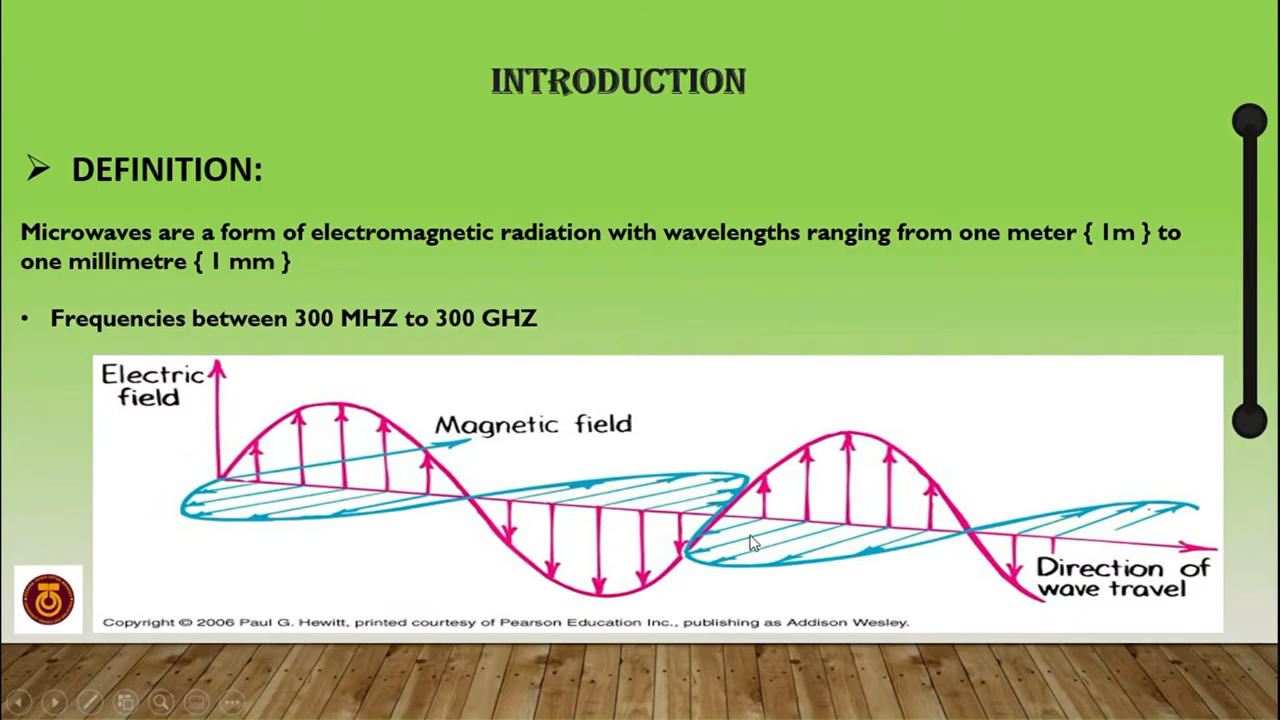 INTRODUCTION
➢ DEFINITION:
Microwaves are a form of electromagnetic radiation with wavelengths ranging from one meter { 1m } to
one millimetre { 1 mm }
• Frequencies between 300 MHZ to 300 GHZ
Electric
field
Magnetic field
Direction of
wave travel
Copyright © 2006 Paul G. Hewitt, printed courtesy of Pearson Education Inc., publishing as Addison Wesley.